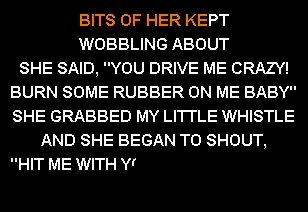 BITS OF HER KEPT
WOBBLING ABOUT
SHE SAID, "YOU DRIVE ME CRAZY!
BURN SOME RUBBER ON ME BABY"
SHE GRABBED MY LITTLE WHISTLE
AND SHE BEGAN TO SHOUT,
"HIT ME WITH